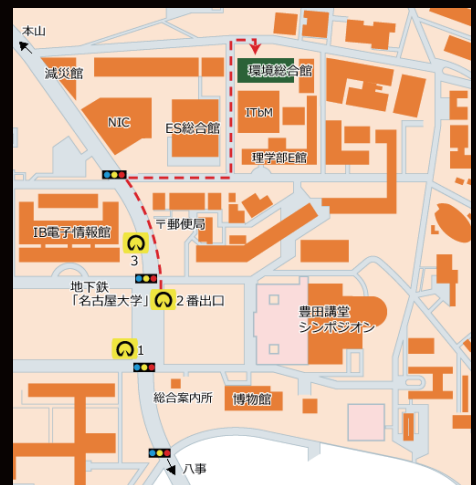 本山
減災館
環境総合館
NIC
ITbM
ES総合館
理学部E館
〒郵便局
IB電子情報館
3
地下鉄
「名古屋大学」
2番出口
豊田講堂
シンポジオン
1
総合案内所
博物館
八事